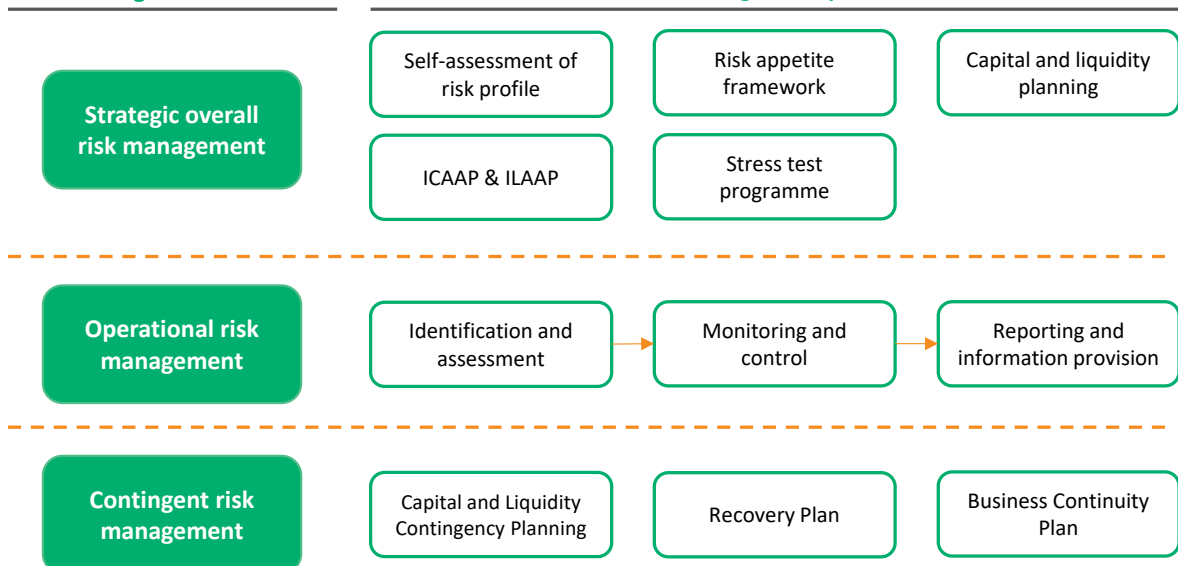 Self-assessment of
risk profile
Risk appetite
framework
Capital and liquidity
planning
Strategic overall
risk management
ICAAP & ILAAP
Stress test
programme
Operational risk
management
Identification and
assessment
Monitoring and
control
Reporting and
information provision
Contingent risk
management
Capital and Liquidity
Contingency Planning
Recovery Plan
Business Continuity
Plan